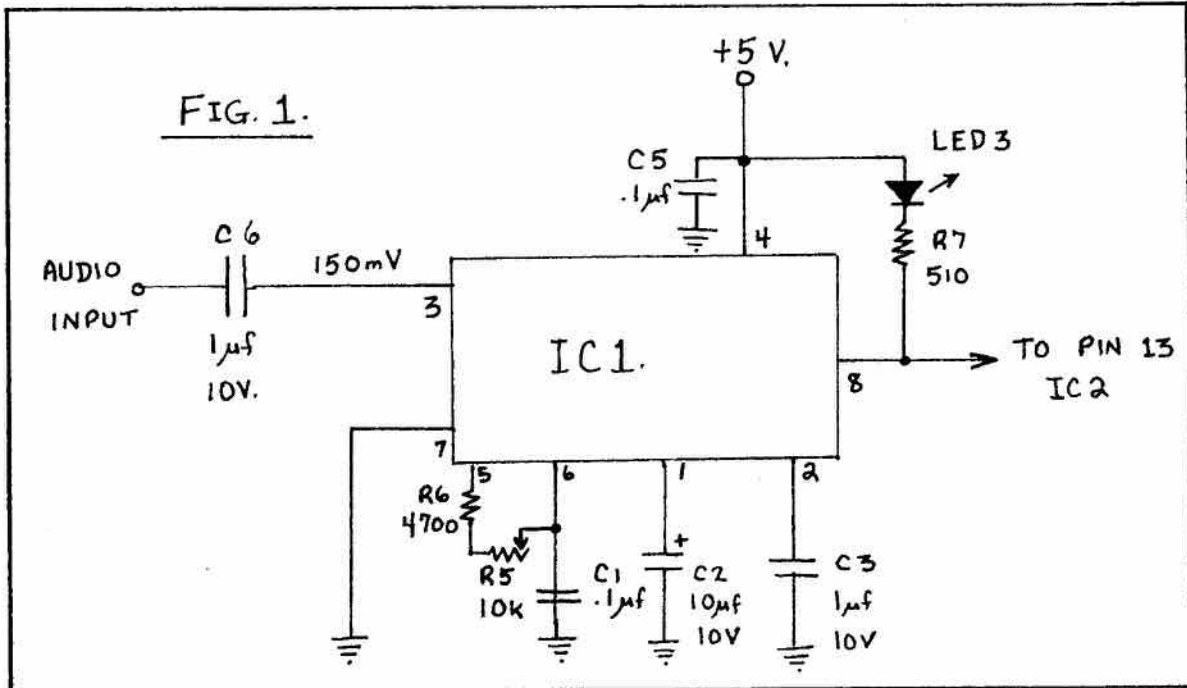 FIG. 1.
+5 V.
LED 3
C5
.1µf
4
R7
510
C6
AUDIO
INPUT
150mV
3
1µf
10V.
IC1.
8
TO PIN 13
IC2
7
5
6
1
2
R6
4700
R5
10K
C1
.1µf
+
C2
10µf
10V
C3
1µf
10V